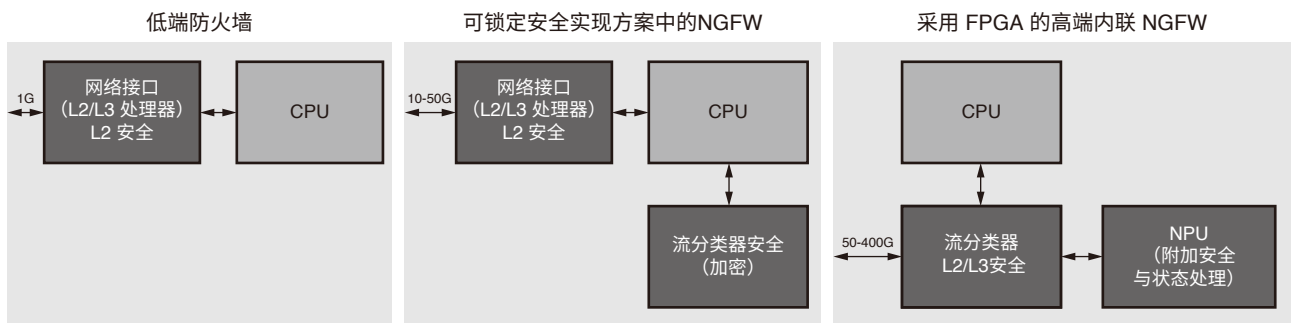 低端防火墙
1G
网络接口
（L2/L3 处理器）
L2 安全
CPU
可锁定安全实现方案中的NGFW
10-50G
网络接口
（L2/L3 处理器）
L2 安全
CPU
流分类器安全
（加密）
采用 FPGA 的高端内联 NGFW
CPU
50-400G
流分类器
L2/L3安全
NPU
（附加安全
与状态处理）